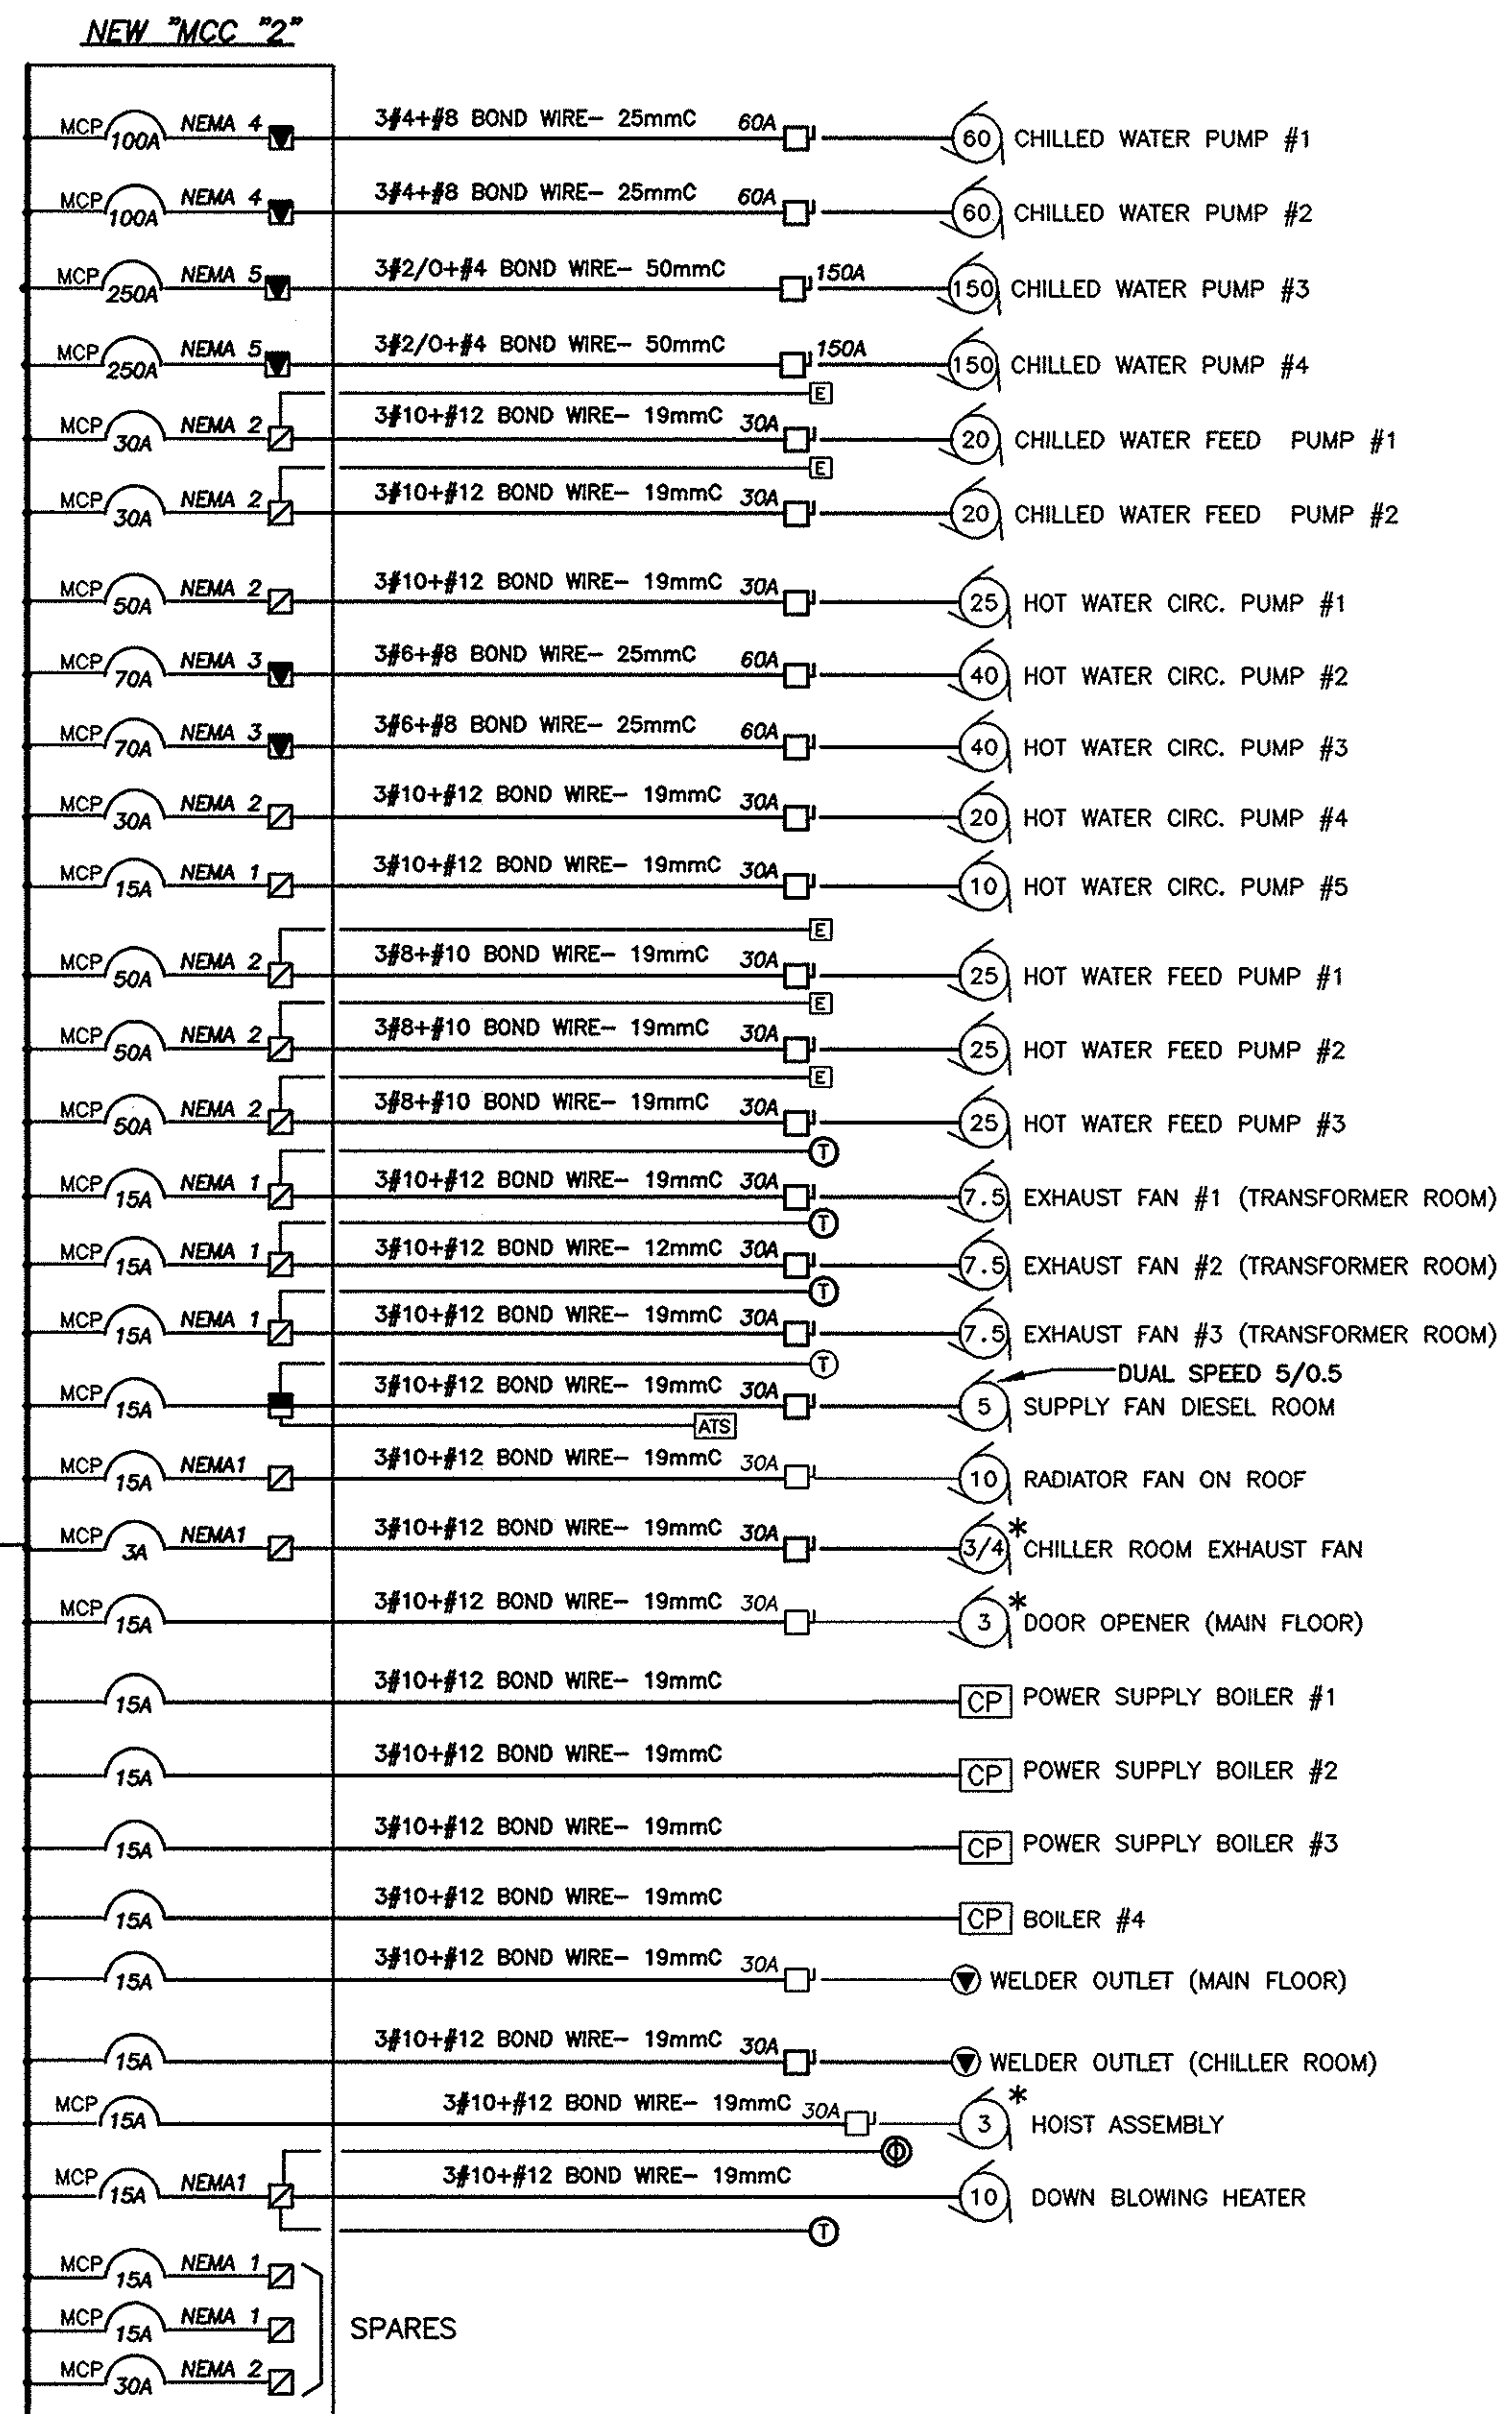 NEW "MCC "2"
MCP 100A NEMA 4 3#4+#8 BOND WIRE- 25mmC 60A 60 CHILLED WATER PUMP #1
MCP 100A NEMA 4 3#4+#8 BOND WIRE- 25mmC 60A 60 CHILLED WATER PUMP #2
MCP 250A NEMA 5 3#2/0+#4 BOND WIRE- 50mmC 150A 150 CHILLED WATER PUMP #3
MCP 250A NEMA 5 3#2/0+#4 BOND WIRE- 50mmC 150A 150 CHILLED WATER PUMP #4
E
MCP 30A NEMA 2 3#10+#12 BOND WIRE- 19mmC 30A 20 CHILLED WATER FEED PUMP #1
E
MCP 30A NEMA 2 3#10+#12 BOND WIRE- 19mmC 30A 20 CHILLED WATER FEED PUMP #2
MCP 50A NEMA 2 3#10+#12 BOND WIRE- 19mmC 30A 25 HOT WATER CIRC. PUMP #1
MCP 70A NEMA 3 3#6+#8 BOND WIRE- 25mmC 60A 40 HOT WATER CIRC. PUMP #2
MCP 70A NEMA 3 3#6+#8 BOND WIRE- 25mmC 60A 40 HOT WATER CIRC. PUMP #3
MCP 30A NEMA 2 3#10+#12 BOND WIRE- 19mmC 30A 20 HOT WATER CIRC. PUMP #4
MCP 15A NEMA 1 3#10+#12 BOND WIRE- 19mmC 30A 10 HOT WATER CIRC. PUMP #5
E
MCP 50A NEMA 2 3#8+#10 BOND WIRE- 19mmC 30A 25 HOT WATER FEED PUMP #1
E
MCP 50A NEMA 2 3#8+#10 BOND WIRE- 19mmC 30A 25 HOT WATER FEED PUMP #2
E
MCP 50A NEMA 2 3#8+#10 BOND WIRE- 19mmC 30A 25 HOT WATER FEED PUMP #3
T
MCP 15A NEMA 1 3#10+#12 BOND WIRE- 19mmC 30A 7.5 EXHAUST FAN #1 (TRANSFORMER ROOM)
T
MCP 15A NEMA 1 3#10+#12 BOND WIRE- 12mmC 30A 7.5 EXHAUST FAN #2 (TRANSFORMER ROOM)
T
MCP 15A NEMA 1 3#10+#12 BOND WIRE- 19mmC 30A 7.5 EXHAUST FAN #3 (TRANSFORMER ROOM)
T DUAL SPEED 5/0.5
MCP 15A 3#10+#12 BOND WIRE- 19mmC 30A 5 SUPPLY FAN DIESEL ROOM
ATS
MCP 15A NEMA1 3#10+#12 BOND WIRE- 19mmC 30A 10 RADIATOR FAN ON ROOF
MCP 3A NEMA1 3#10+#12 BOND WIRE- 19mmC 30A 3/4 * CHILLER ROOM EXHAUST FAN
MCP 15A 3#10+#12 BOND WIRE- 19mmC 30A 3 * DOOR OPENER (MAIN FLOOR)
15A 3#10+#12 BOND WIRE- 19mmC CP POWER SUPPLY BOILER #1
15A 3#10+#12 BOND WIRE- 19mmC CP POWER SUPPLY BOILER #2
15A 3#10+#12 BOND WIRE- 19mmC CP POWER SUPPLY BOILER #3
15A 3#10+#12 BOND WIRE- 19mmC CP BOILER #4
15A 3#10+#12 BOND WIRE- 19mmC 30A WELDER OUTLET (MAIN FLOOR)
15A 3#10+#12 BOND WIRE- 19mmC 30A WELDER OUTLET (CHILLER ROOM)
MCP 15A 3#10+#12 BOND WIRE- 19mmC 30A 3 * HOIST ASSEMBLY
MCP 15A NEMA1 3#10+#12 BOND WIRE- 19mmC 10 DOWN BLOWING HEATER
T
MCP 15A NEMA 1
MCP 15A NEMA 1 SPARES
MCP 30A NEMA 2